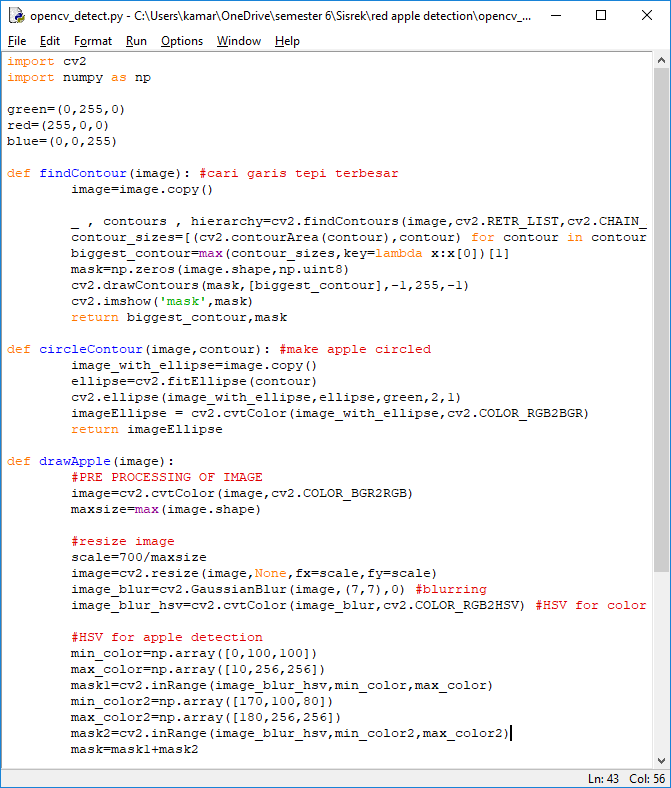 opencv_detect.py - C:\Users\kamar\OneDrive\semester 6\Sisrek\red apple detection\opencv_...
File Edit Format Run Options Window Help
import cv2
import numpy as np

green=(0,255,0)
red=(255,0,0)
blue=(0,0,255)

def findContour(image): #cari garis tepi terbesar
        image=image.copy()

        _ , contours , hierarchy=cv2.findContours(image,cv2.RETR_LIST,cv2.CHAIN_
        contour_sizes=[(cv2.contourArea(contour),contour) for contour in contour
        biggest_contour=max(contour_sizes,key=lambda x:x[0])[1]
        mask=np.zeros(image.shape,np.uint8)
        cv2.drawContours(mask,[biggest_contour],-1,255,-1)
        cv2.imshow('mask',mask)
        return biggest_contour,mask

def circleContour(image,contour): #make apple circled
        image_with_ellipse=image.copy()
        ellipse=cv2.fitEllipse(contour)
        cv2.ellipse(image_with_ellipse,ellipse,green,2,1)
        imageEllipse = cv2.cvtColor(image_with_ellipse,cv2.COLOR_RGB2BGR)
        return imageEllipse

def drawApple(image):
        #PRE PROCESSING OF IMAGE
        image=cv2.cvtColor(image,cv2.COLOR_BGR2RGB)
        maxsize=max(image.shape)

        #resize image
        scale=700/maxsize
        image=cv2.resize(image,None,fx=scale,fy=scale)
        image_blur=cv2.GaussianBlur(image,(7,7),0) #blurring
        image_blur_hsv=cv2.cvtColor(image_blur,cv2.COLOR_RGB2HSV) #HSV for color

        #HSV for apple detection
        min_color=np.array([0,100,100])
        max_color=np.array([10,256,256])
        mask1=cv2.inRange(image_blur_hsv,min_color,max_color)
        min_color2=np.array([170,100,80])
        max_color2=np.array([180,256,256])
        mask2=cv2.inRange(image_blur_hsv,min_color2,max_color2)
        mask=mask1+mask2
Ln: 43 Col: 56